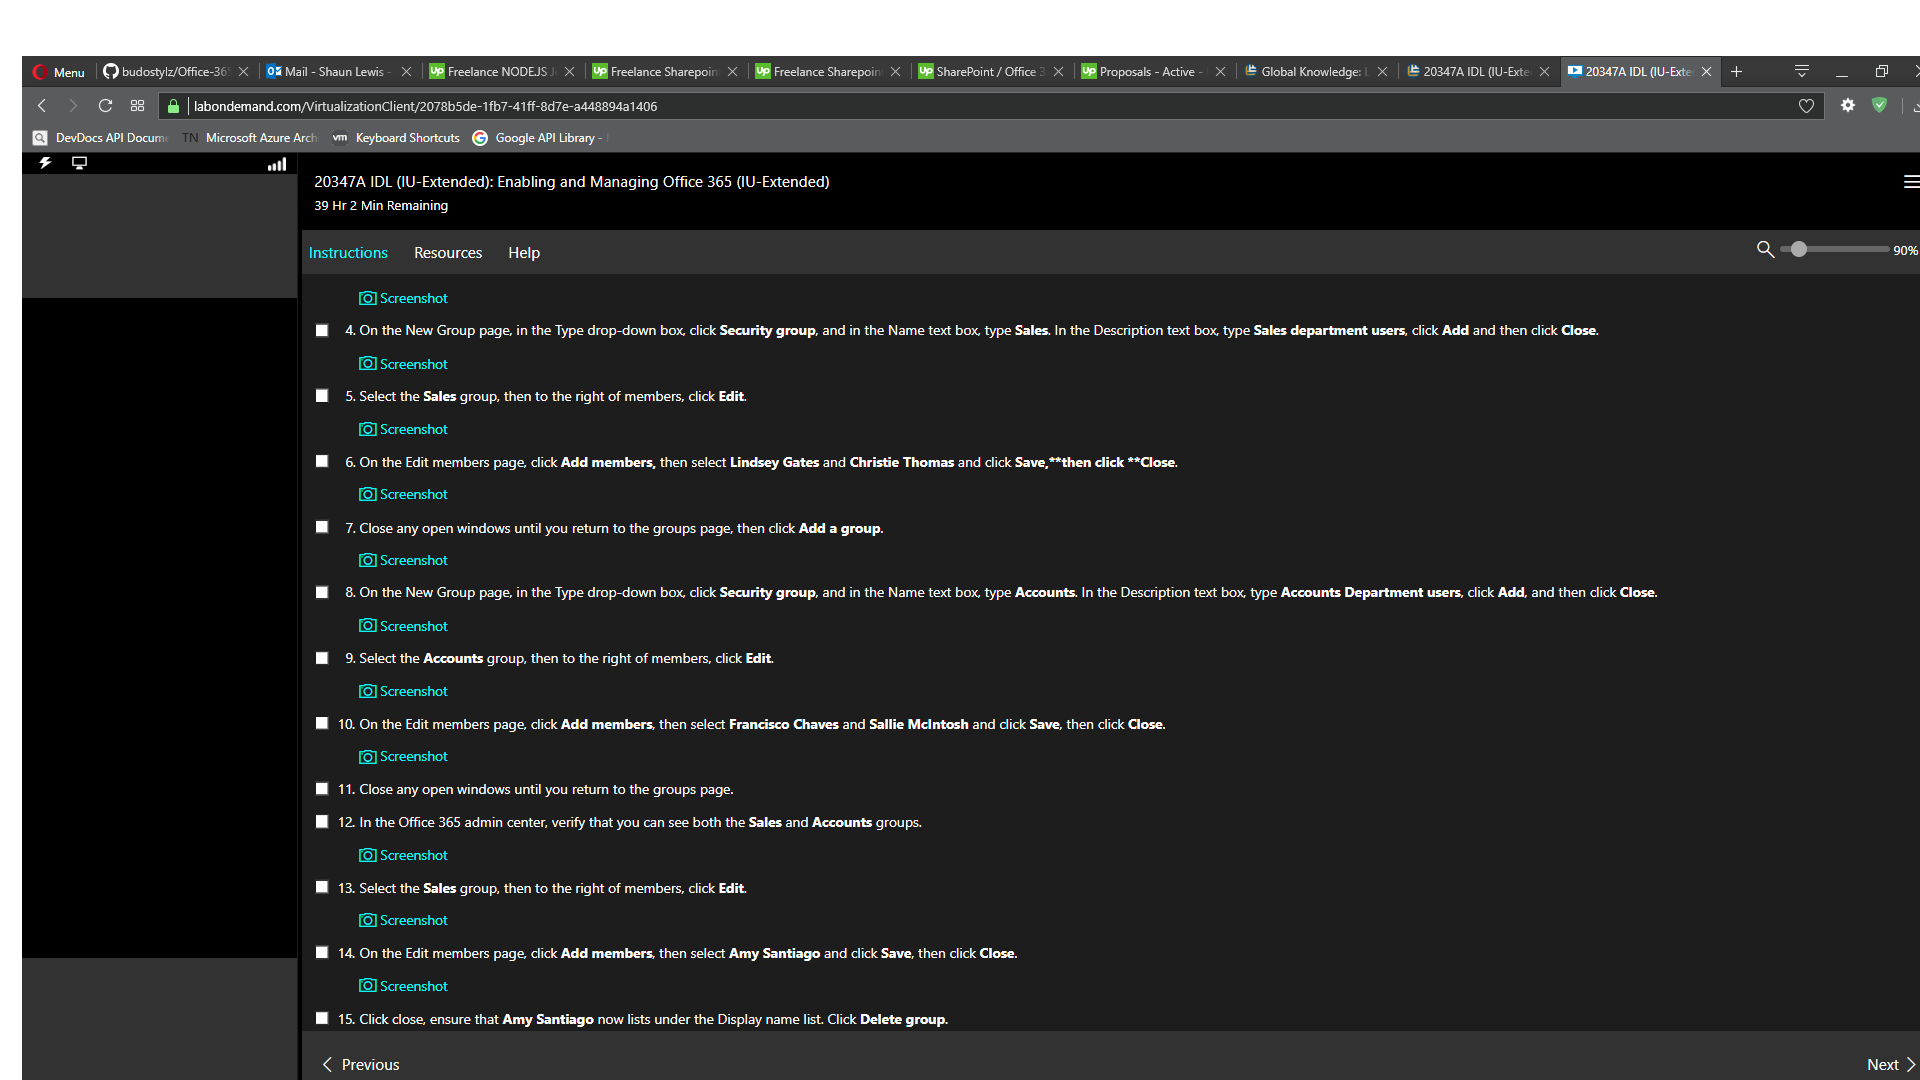 Menu
budostylz/Office-365
Mail - Shaun Lewis -
Freelance NODEJS J
Freelance Sharepoin
Freelance Sharepoin
SharePoint / Office 3
Proposals - Active -
Global Knowledge: L
20347A IDL (IU-Exte
20347A IDL (IU-Exte
labondemand.com/VirtualizationClient/2078b5de-1fb7-41ff-8d7e-a448894a1406
DevDocs API Docume
TN Microsoft Azure Arch
vm Keyboard Shortcuts
Google API Library -
20347A IDL (IU-Extended): Enabling and Managing Office 365 (IU-Extended)
39 Hr 2 Min Remaining
Instructions Resources Help
90%
Screenshot
4. On the New Group page, in the Type drop-down box, click Security group, and in the Name text box, type Sales. In the Description text box, type Sales department users, click Add and then click Close.
Screenshot
5. Select the Sales group, then to the right of members, click Edit.
Screenshot
6. On the Edit members page, click Add members, then select Lindsey Gates and Christie Thomas and click Save,**then click **Close.
Screenshot
7. Close any open windows until you return to the groups page, then click Add a group.
Screenshot
8. On the New Group page, in the Type drop-down box, click Security group, and in the Name text box, type Accounts. In the Description text box, type Accounts Department users, click Add, and then click Close.
Screenshot
9. Select the Accounts group, then to the right of members, click Edit.
Screenshot
10. On the Edit members page, click Add members, then select Francisco Chaves and Sallie McIntosh and click Save, then click Close.
Screenshot
11. Close any open windows until you return to the groups page.
12. In the Office 365 admin center, verify that you can see both the Sales and Accounts groups.
Screenshot
13. Select the Sales group, then to the right of members, click Edit.
Screenshot
14. On the Edit members page, click Add members, then select Amy Santiago and click Save, then click Close.
Screenshot
15. Click close, ensure that Amy Santiago now lists under the Display name list. Click Delete group.
Previous
Next